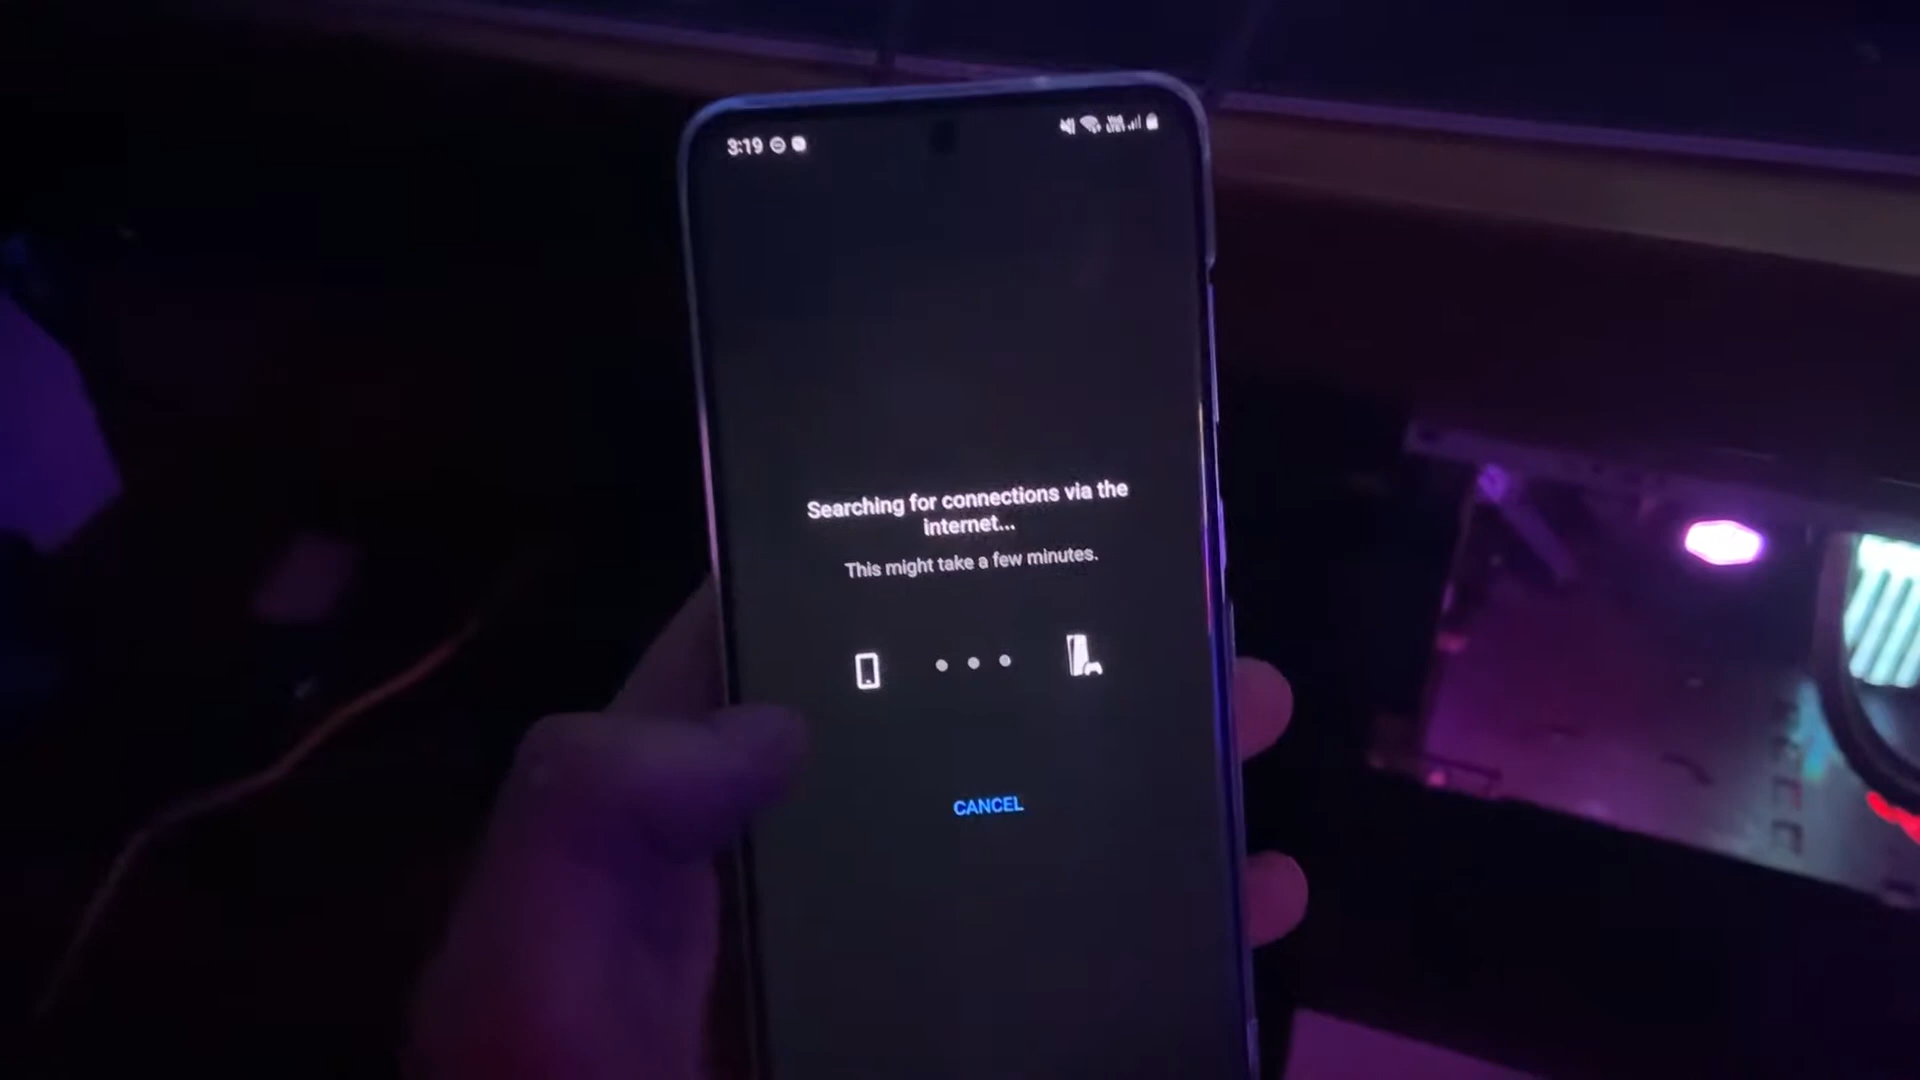 3:19
Searching for connections via the
internet...
This might take a few minutes.
CANCEL